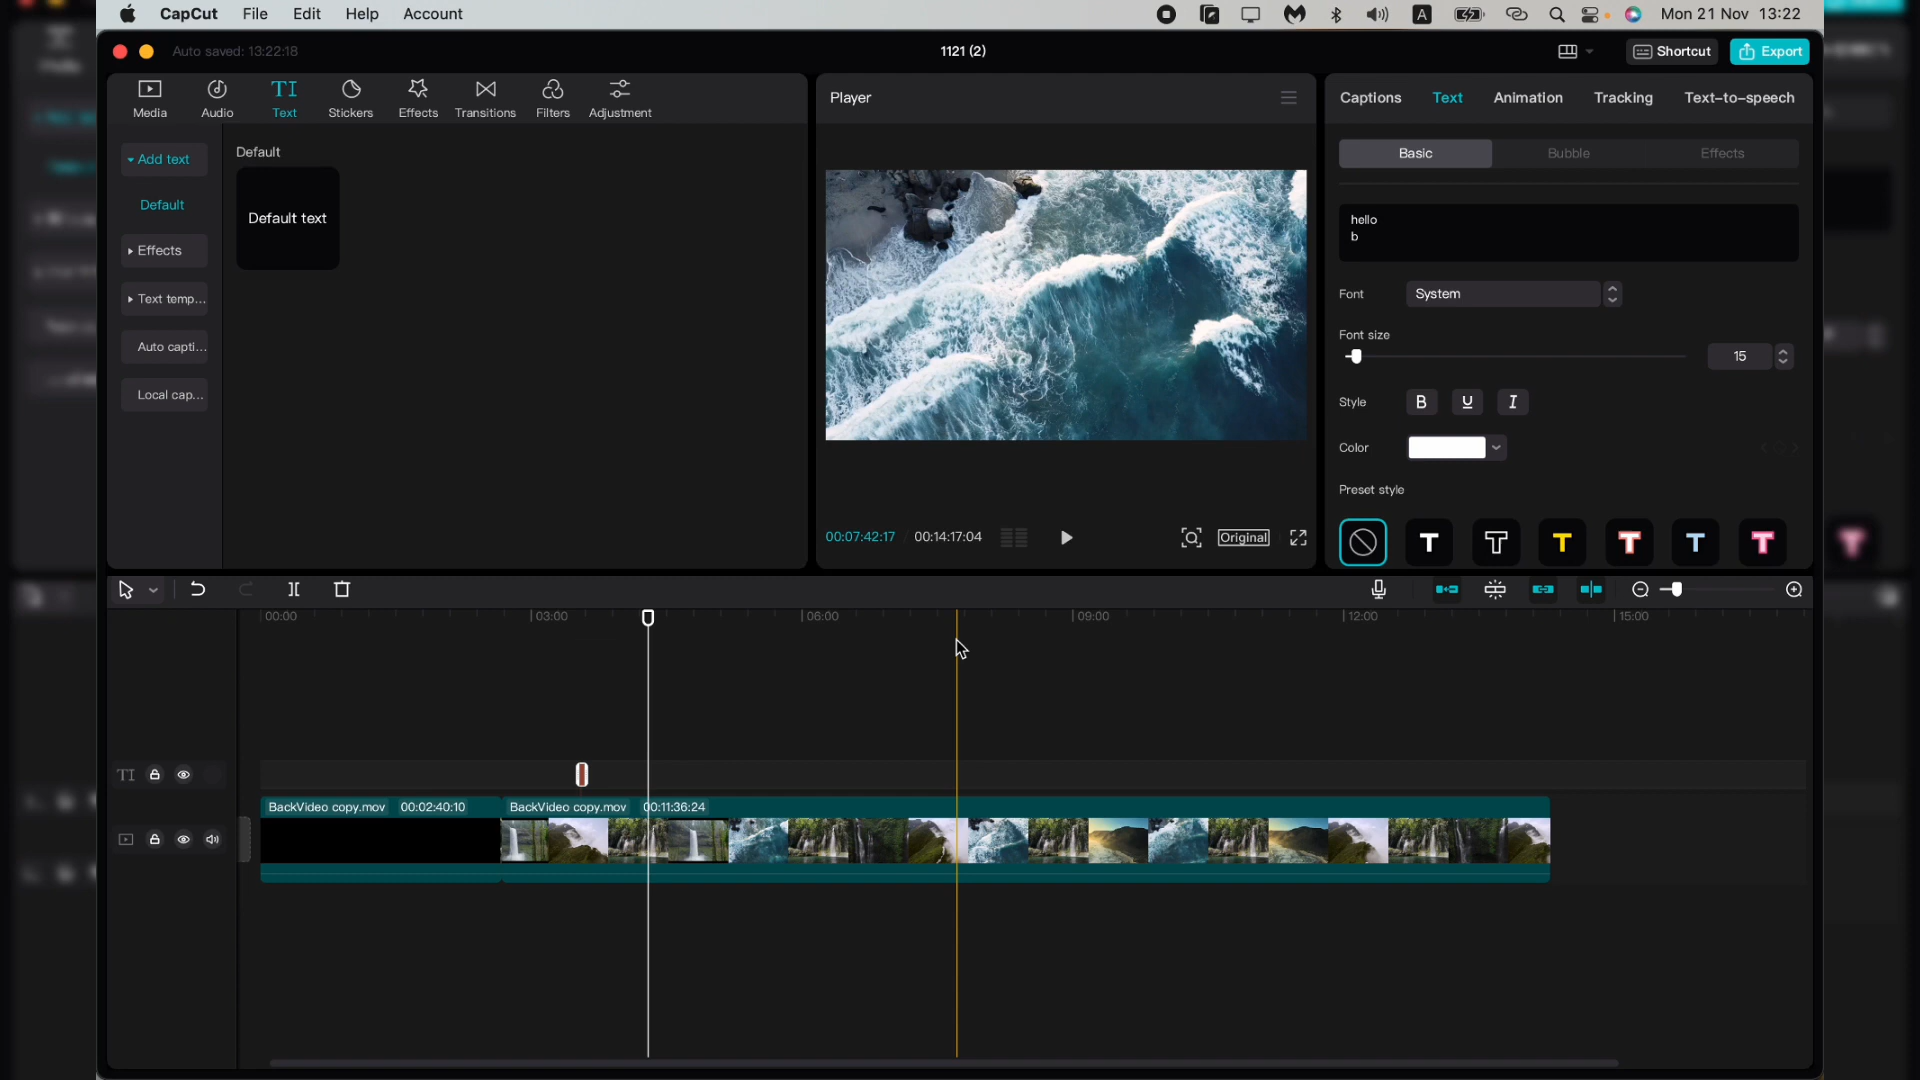 CapCut File Edit Help Account
A
Mon 21 Nov 13:22
Auto saved: 13:22:18
1121 (2)
Shortcut
Export
Media
Audio
TI Text
Stickers
Effects
Transitions
Filters
Adjustment
Add text
Default
Effects
Text temp...
Auto capti...
Local cap...
Default
Default text
Player
00:07:42:17 00:14:17:04
Original
Captions Text Animation Tracking Text-to-speech
Basic Bubble Effects
hello
b
Font System
Font size
15
Style B U I
Color
Preset style
T T T T T T
00:00 03:00 06:00 09:00 12:00 15:00
TI
BackVideo copy.mov 00:02:40:10 BackVideo copy.mov 00:11:36:24